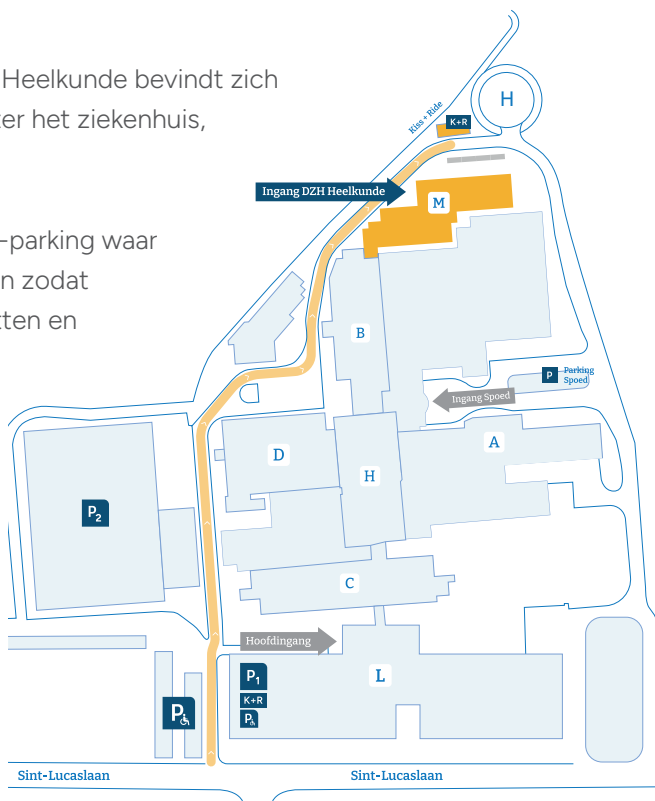 Heelkunde bevindt zich
ter het ziekenhuis,
-parking waar
n zodat
tten en
H
Kiss + Ride
K+R
Ingang DZH Heelkunde
M
B
P Parking
Spoed
Ingang Spoed
A
D
H
P2
C
Hoofdingang
L
P1
K+R
P
P
Sint-Lucaslaan
Sint-Lucaslaan